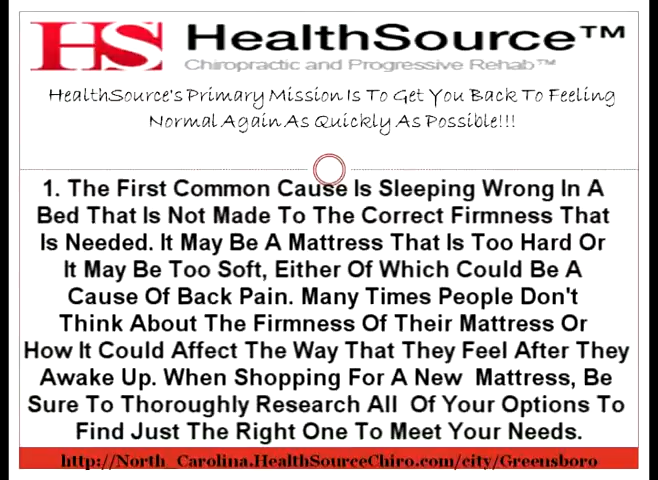 HS HealthSource™
Chiropractic and Progressive Rehab™
HealthSource's Primary Mission Is To Get You Back To Feeling
Normal Again As Quickly As Possible!!!
1. The First Common Cause Is Sleeping Wrong In A
Bed That Is Not Made To The Correct Firmness That
Is Needed. It May Be A Mattress That Is Too Hard Or
It May Be Too Soft, Either Of Which Could Be A
Cause Of Back Pain. Many Times People Don't
Think About The Firmness Of Their Mattress Or
How It Could Affect The Way That They Feel After They
Awake Up. When Shopping For A New Mattress, Be
Sure To Thoroughly Research All Of Your Options To
Find Just The Right One To Meet Your Needs.
http://North_Carolina.HealthSourceChiro.com/city/Greensboro